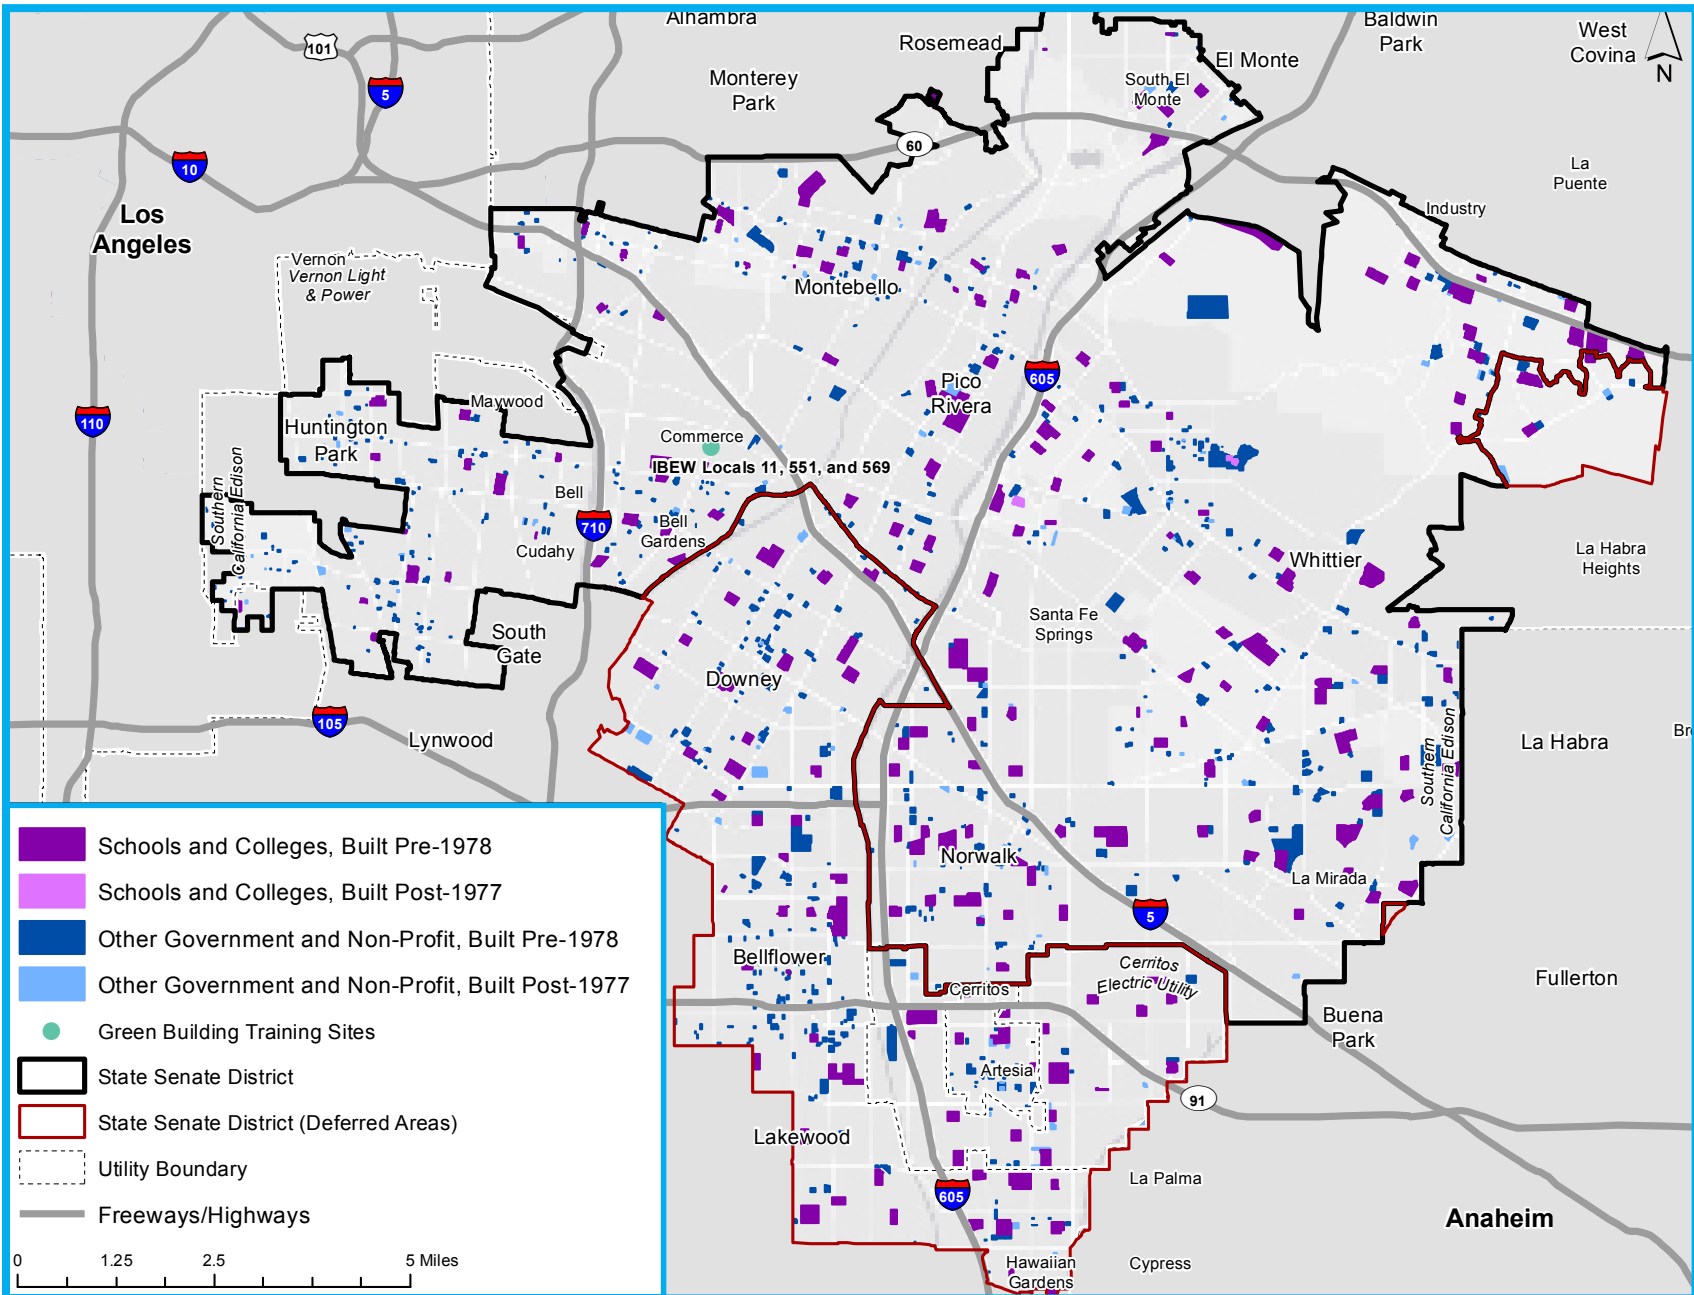 Alhambra
Rosemead
Baldwin
Park
West
Covina
N
101
5
Monterey
Park
El Monte
South El
Monte
60
10
La
Puente
Los
Angeles
Industry
Vernon
Vernon Light
& Power
Montebello
605
Pico
Rivera
110
Maywood
Huntington
Park
Commerce
IBEW Locals 11, 551, and 569
Southern
California Edison
Bell
710
Bell
Gardens
Cudahy
Whittier
La Habra
Heights
Santa Fe
Springs
South
Gate
Downey
105
Lynwood
La Habra
Br
Southern
California Edison
Norwalk
La Mirada
5
Bellflower
Cerritos
Electric Utility
Cerritos
Fullerton
Buena
Park
Artesia
91
Lakewood
605
La Palma
Anaheim
Hawaiian
Gardens
Cypress
Schools and Colleges, Built Pre-1978
Schools and Colleges, Built Post-1977
Other Government and Non-Profit, Built Pre-1978
Other Government and Non-Profit, Built Post-1977
Green Building Training Sites
State Senate District
State Senate District (Deferred Areas)
Utility Boundary
Freeways/Highways
0 1.25 2.5 5 Miles